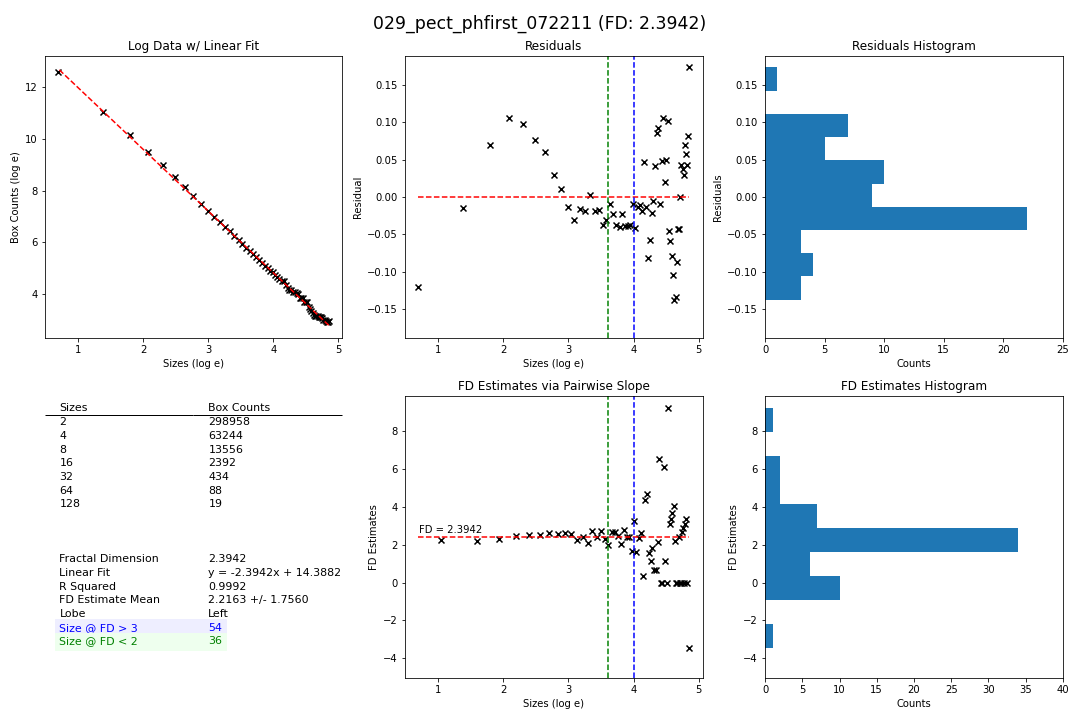 029_pect_phfirst_072211 (FD: 2.3942)
Log Data w/ Linear Fit
Box Counts (log e)
12
10
8
6
4
1
2
3
4
5
Sizes (log e)
Residuals
Residual
0.15
0.10
0.05
0.00
−0.05
−0.10
−0.15
1
2
3
4
5
Sizes (log e)
Residuals Histogram
Residuals
0.15
0.10
0.05
0.00
−0.05
−0.10
−0.15
0
5
10
15
20
25
Counts
Sizes Box Counts
2 298958
4 63244
8 13556
16 2392
32 434
64 88
128 19
Fractal Dimension 2.3942
Linear Fit y = -2.3942x + 14.3882
R Squared 0.9992
FD Estimate Mean 2.2163 +/- 1.7560
Lobe Left
Size @ FD > 3 54
Size @ FD < 2 36
FD Estimates via Pairwise Slope
FD Estimates
8
6
4
2
0
−2
−4
FD = 2.3942
1
2
3
4
5
Sizes (log e)
FD Estimates Histogram
FD Estimates
8
6
4
2
0
−2
−4
0
5
10
15
20
25
30
35
40
Counts